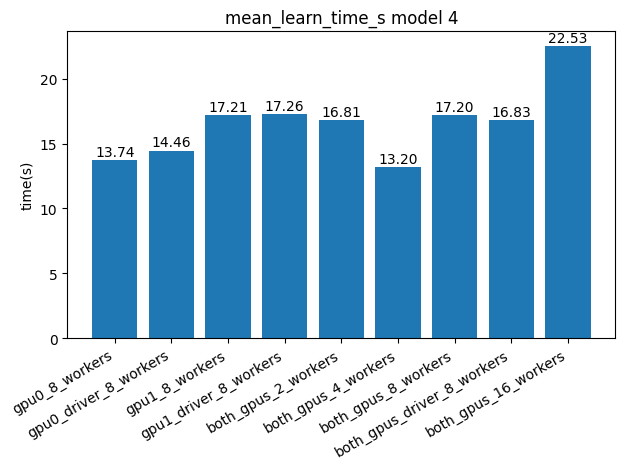 mean_learn_time_s model 4
time(s)
20
15
10
5
0
13.74
14.46
17.21
17.26
16.81
13.20
17.20
16.83
22.53
gpu0_8_workers
gpu0_driver_8_workers
gpu1_8_workers
gpu1_driver_8_workers
both_gpus_2_workers
both_gpus_4_workers
both_gpus_8_workers
both_gpus_driver_8_workers
both_gpus_16_workers